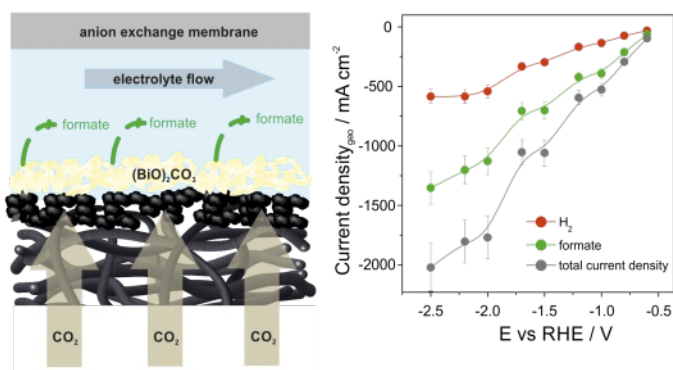 anion exchange membrane
electrolyte flow
formate
formate
formate
(BiO)₂CO₃
CO₂
CO₂
CO₂
Current density_geo / mA cm⁻²
0
-500
-1000
-1500
-2000
H₂
formate
total current density
-2.5
-2.0
-1.5
-1.0
-0.5
E vs RHE / V